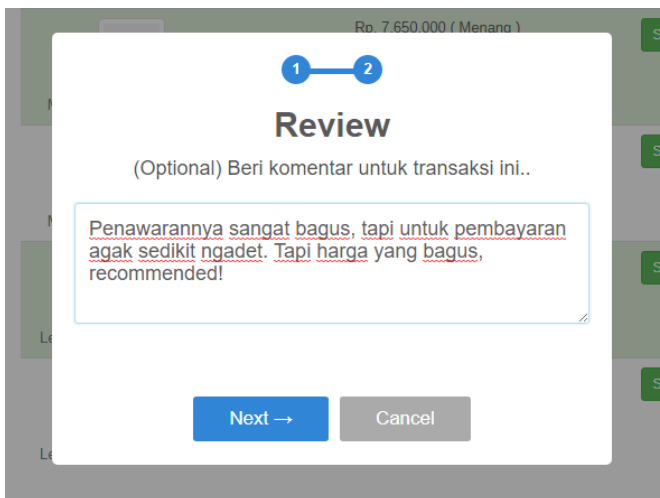 Rp. 7.650.000 ( Menang )
1
2
Review
(Optional) Beri komentar untuk transaksi ini..
Penawarannya sangat bagus, tapi untuk pembayaran
agak sedikit ngadet. Tapi harga yang bagus,
recommended!
Next →
Cancel